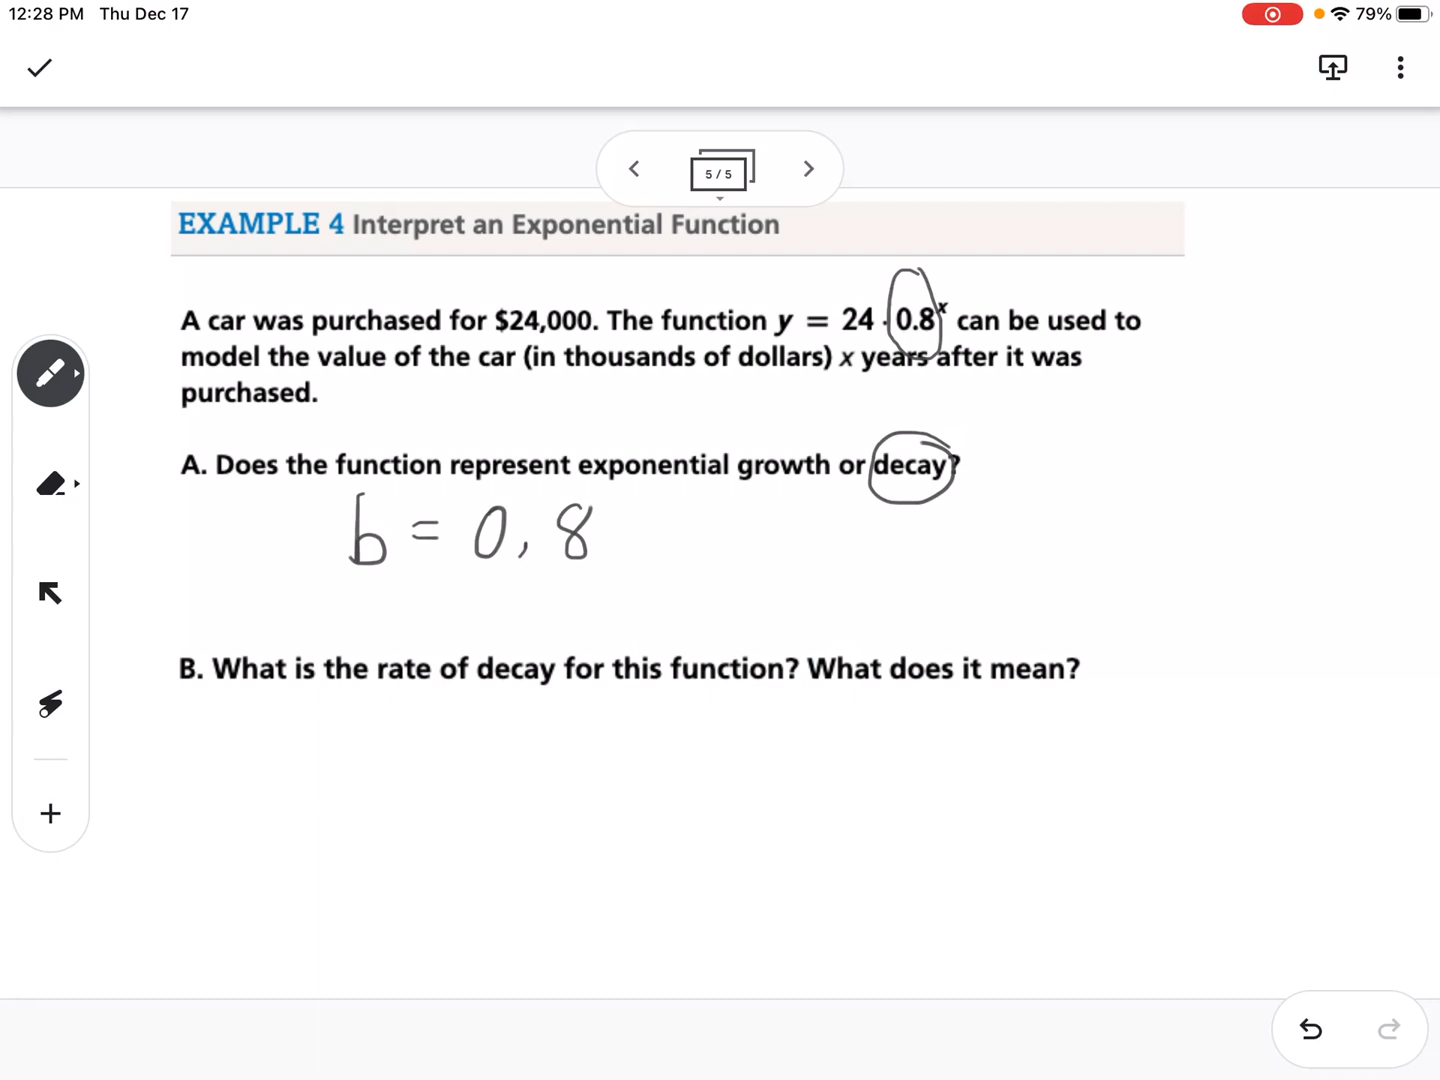 12:28 PM Thu Dec 17
79%
5 / 5
EXAMPLE 4 Interpret an Exponential Function
A car was purchased for $24,000. The function y = 24 · 0.8ˣ can be used to
model the value of the car (in thousands of dollars) x years after it was
purchased.
A. Does the function represent exponential growth or decay?
b = 0,8
B. What is the rate of decay for this function? What does it mean?